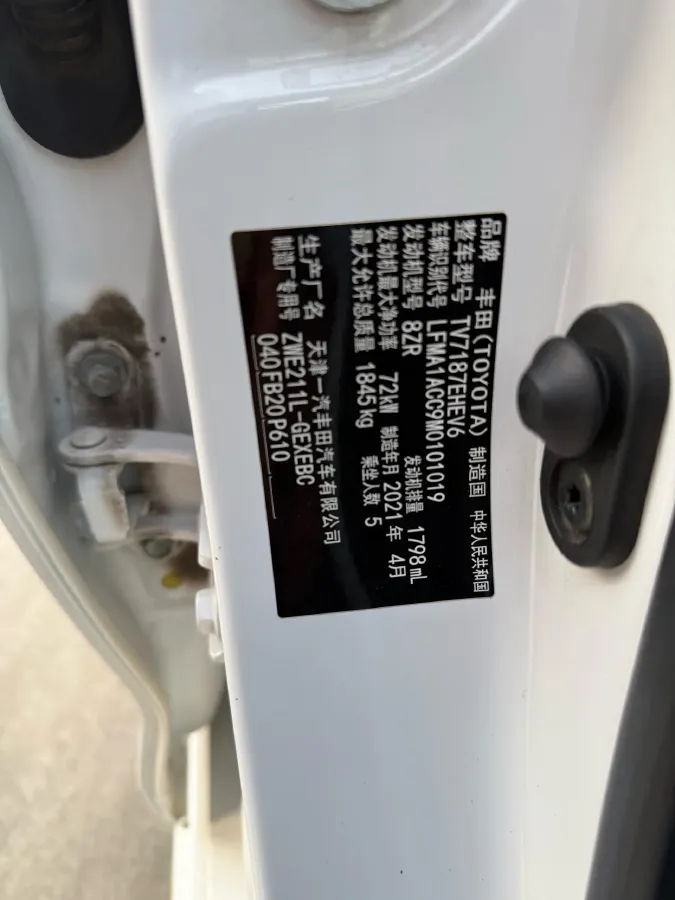 品牌 丰田(TOYOTA) 制造国 中华人民共和国
整车型号 TV7187EHEV6
车辆识别代号 LFMA1ACC9M0101019
发动机型号 8ZR 发动机排量 1798mL
发动机最大净功率 72kW 制造年月 2021年 4月
最大允许总质量 1845kg 乘坐人数 5
生产厂名 天津一汽丰田汽车有限公司
制造厂专用号 ZWE211L-GEXEBC
040FB20P610